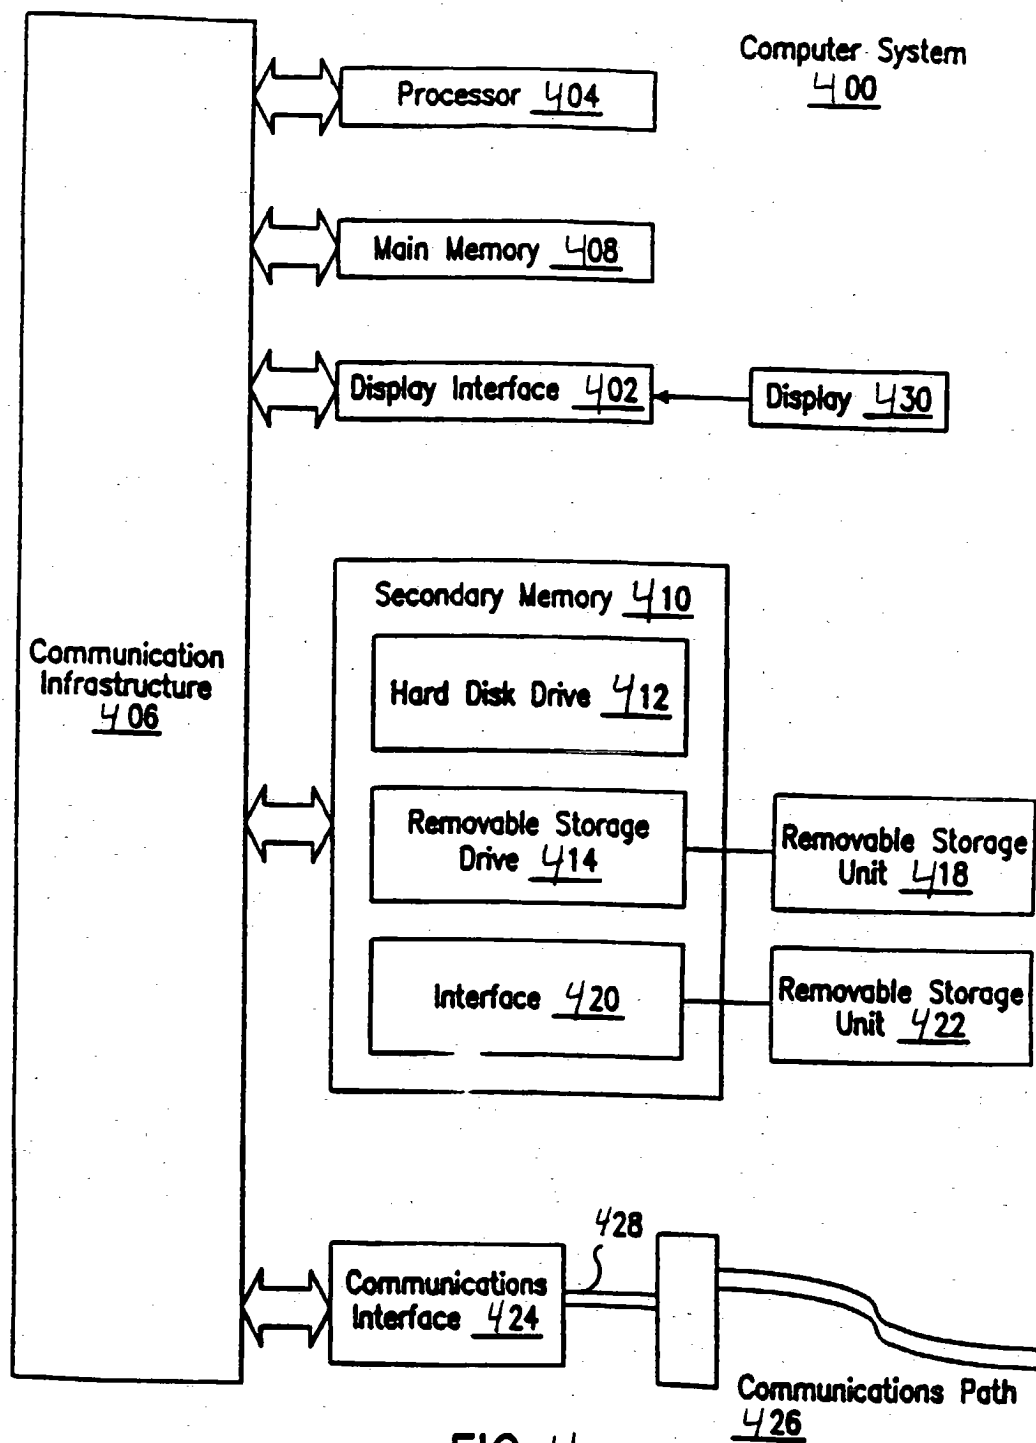 Computer System
400
Processor 404
Main Memory 408
Display Interface 402
Display 430
Secondary Memory 410
Hard Disk Drive 412
Communication
Infrastructure
406
Removable Storage
Drive 414
Removable Storage
Unit 418
Interface 420
Removable Storage
Unit 422
428
Communications
Interface 424
Communications Path
426
FIG. 4